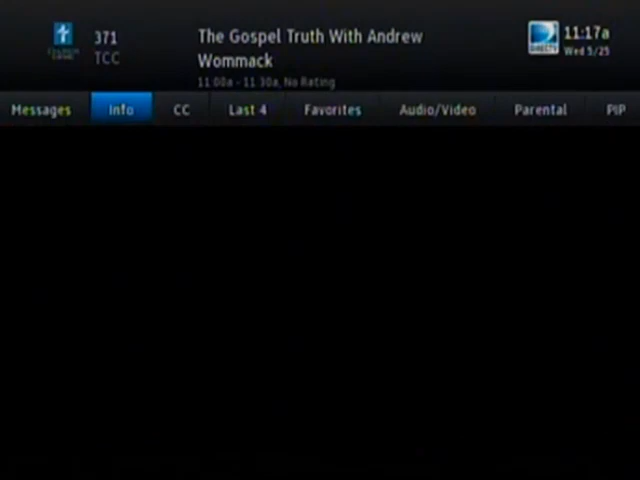 371
TCC
The Gospel Truth With Andrew
Wommack
11:00a - 11:30a, No Rating
DIRECTV
11:17a
Wed 5/25
Messages Info CC Last 4 Favorites Audio/Video Parental PIP